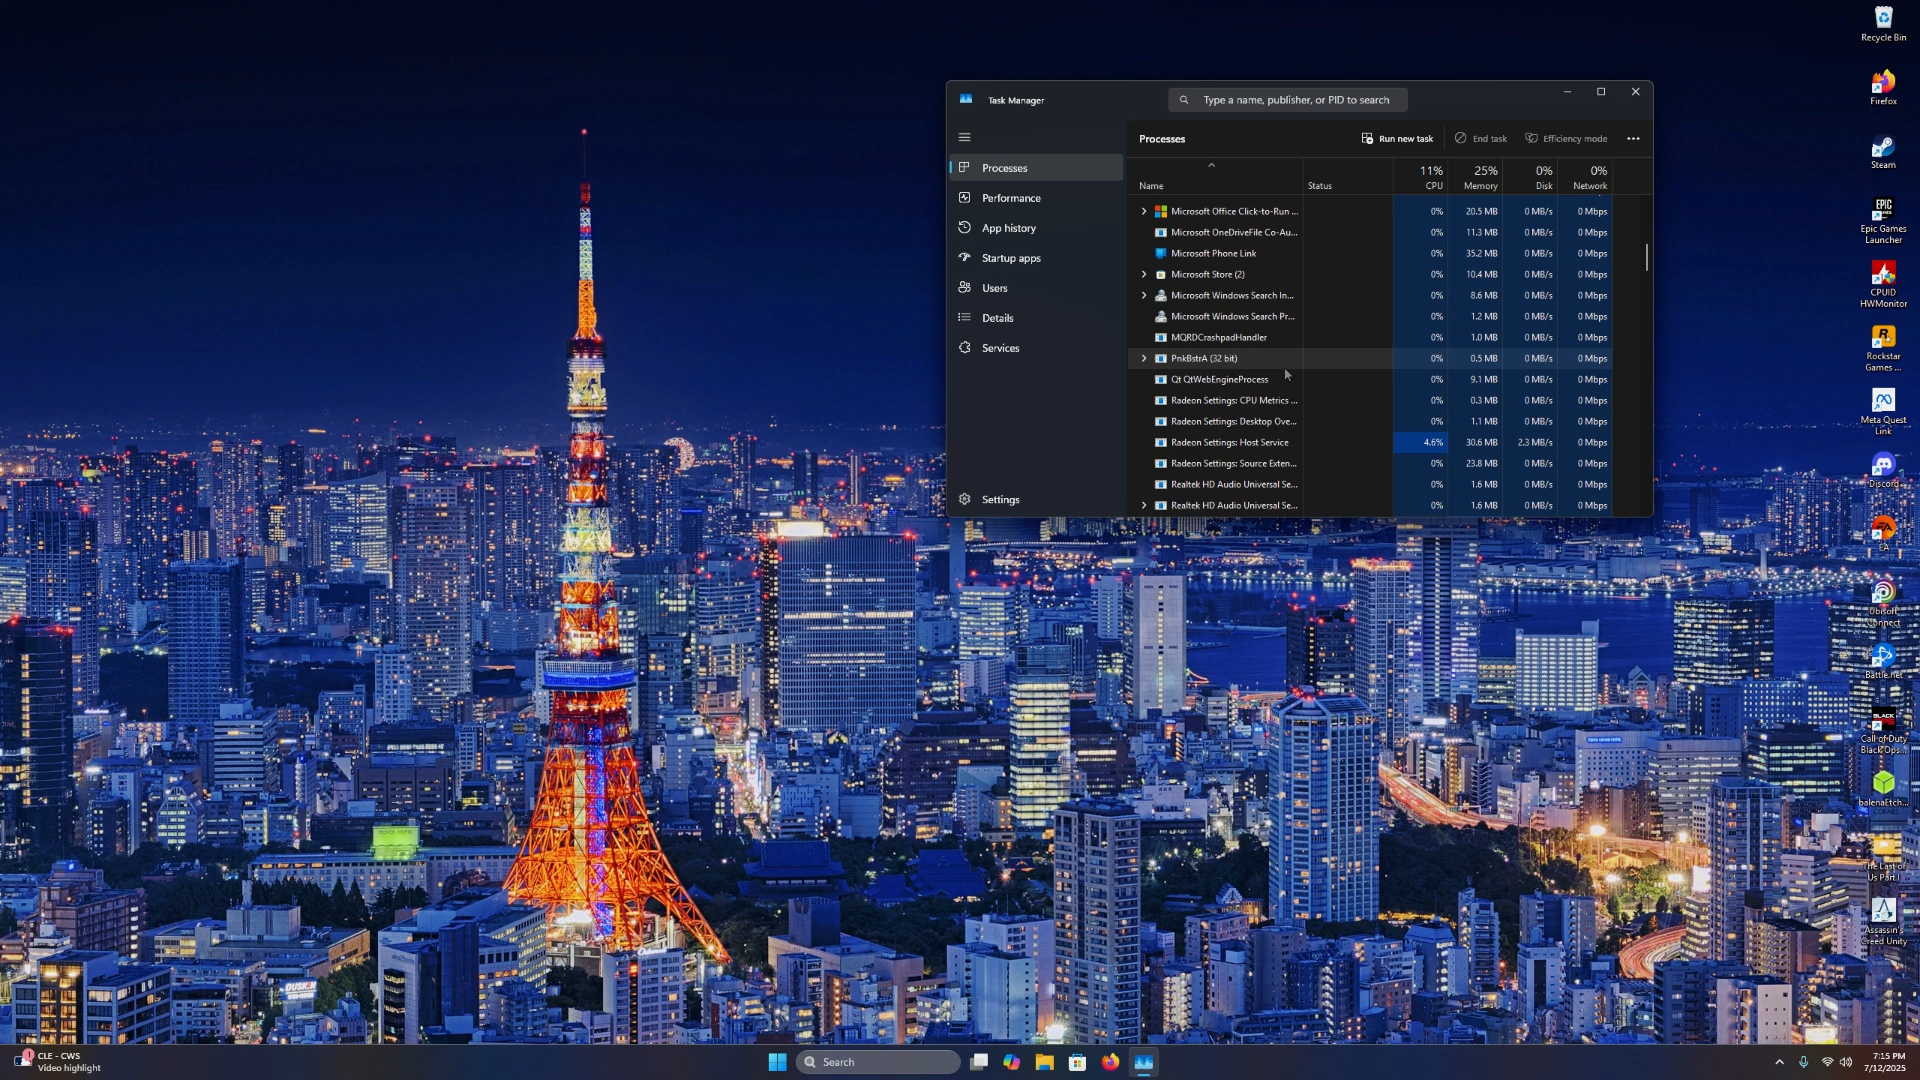 Recycle Bin
Firefox
Steam
EPIC
GAMES
Epic Games
Launcher
CPUID
HWMonitor
Rockstar
Games ...
Meta Quest
Link
Discord
EA
Ubisoft
Connect
Battle.net
BLACK
Call of Duty
Black Ops...
balenaEtch...
The Last of
Us Part I
Assassin's
Creed Unity
Task Manager
Type a name, publisher, or PID to search
Processes
Performance
App history
Startup apps
Users
Details
Services
Settings
Processes
Run new task
End task
Efficiency mode
11% 25% 0% 0%
Name Status CPU Memory Disk Network
Microsoft Office Click-to-Run ... 0% 20.5 MB 0 MB/s 0 Mbps
Microsoft OneDriveFile Co-Au... 0% 11.3 MB 0 MB/s 0 Mbps
Microsoft Phone Link 0% 35.2 MB 0 MB/s 0 Mbps
Microsoft Store (2) 0% 10.4 MB 0 MB/s 0 Mbps
Microsoft Windows Search In... 0% 8.6 MB 0 MB/s 0 Mbps
Microsoft Windows Search Pr... 0% 1.2 MB 0 MB/s 0 Mbps
MQRDCrashpadHandler 0% 1.0 MB 0 MB/s 0 Mbps
PnkBstrA (32 bit) 0% 0.5 MB 0 MB/s 0 Mbps
Qt QtWebEngineProcess 0% 9.1 MB 0 MB/s 0 Mbps
Radeon Settings: CPU Metrics ... 0% 0.3 MB 0 MB/s 0 Mbps
Radeon Settings: Desktop Ove... 0% 1.1 MB 0 MB/s 0 Mbps
Radeon Settings: Host Service 4.6% 30.6 MB 2.3 MB/s 0 Mbps
Radeon Settings: Source Exten... 0% 23.8 MB 0 MB/s 0 Mbps
Realtek HD Audio Universal Se... 0% 1.6 MB 0 MB/s 0 Mbps
Realtek HD Audio Universal Se... 0% 1.6 MB 0 MB/s 0 Mbps
CLE - CWS
Video highlight
1
Search
7:15 PM
7/12/2025